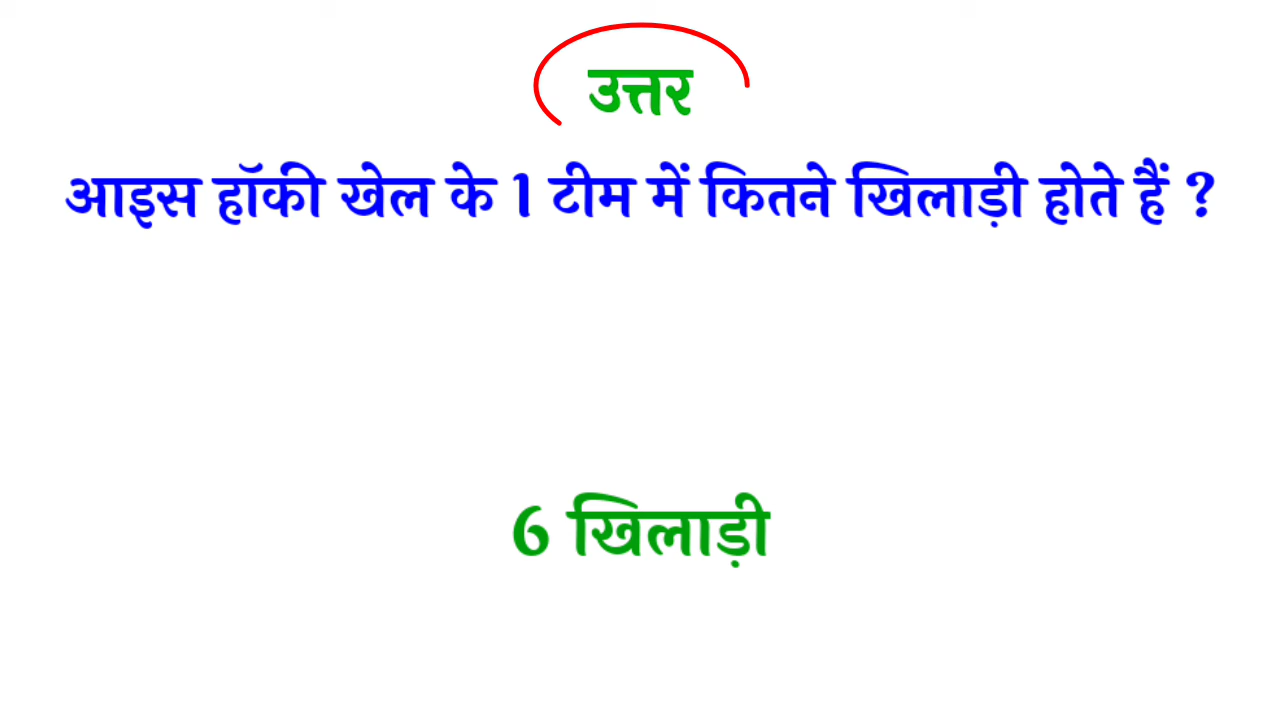 उत्तर
आइस हॉकी खेल के 1 टीम में कितने खिलाड़ी होते हैं ?
6 खिलाड़ी